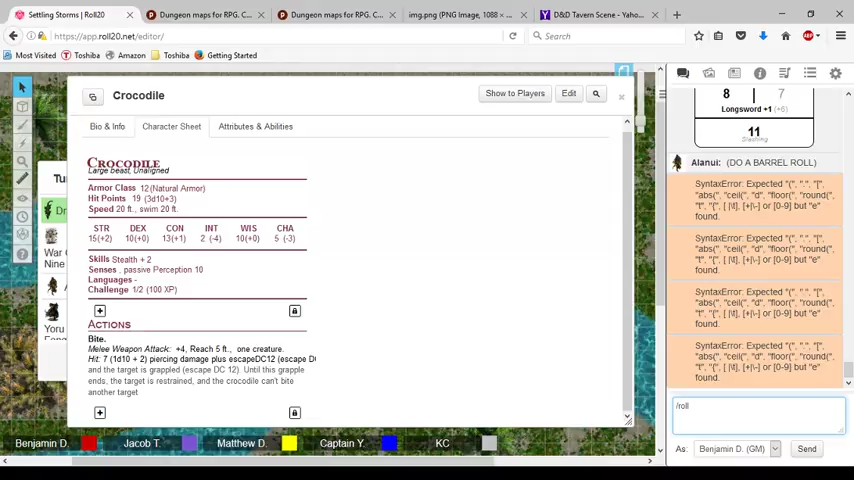 Settling Storms | Roll20
Dungeon maps for RPG. C...
Dungeon maps for RPG. C...
img.png (PNG Image, 1088 × ...
D&D Tavern Scene - Yahoo...
https://app.roll20.net/editor/
Search
ABP
Most Visited
Toshiba
Amazon
Toshiba
Getting Started
Crocodile
Show to Players
Edit
Bio & Info
Character Sheet
Attributes & Abilities
CROCODILE
Large beast, Unaligned
Armor Class 12 (Natural Armor)
Hit Points 19 (3d10+3)
Speed 20 ft., swim 20 ft.
STR DEX CON INT WIS CHA
15(+2) 10(+0) 13(+1) 2 (-4) 10(+0) 5 (-3)
Skills Stealth + 2
Senses , passive Perception 10
Languages -
Challenge 1/2 (100 XP)
ACTIONS
Bite.
Melee Weapon Attack: +4, Reach 5 ft., one creature.
Hit: 7 (1d10 + 2) piercing damage plus escapeDC12 (escape D
and the target is grappled (escape DC 12). Until this grapple
ends, the target is restrained, and the crocodile can't bite
another target
Tu
Dr
War C
Nine
A
Yoru
Benjamin D.
Jacob T.
Matthew D.
Captain Y.
KC
8 7
Longsword +1 (+6)
11
Slashing
Alanui: (DO A BARREL ROLL)
SyntaxError: Expected "(", ".", "[",
"abs(", "ceil(", "d", "floor(", "round(",
"t", "{", [ |\t], [+|\-] or [0-9] but "e"
found.
SyntaxError: Expected "(", ".", "[",
"abs(", "ceil(", "d", "floor(", "round(",
"t", "{", [ |\t], [+|\-] or [0-9] but "e"
found.
SyntaxError: Expected "(", ".", "[",
"abs(", "ceil(", "d", "floor(", "round(",
"t", "{", [ |\t], [+|\-] or [0-9] but "e"
found.
SyntaxError: Expected "(", ".", "[",
"abs(", "ceil(", "d", "floor(", "round(",
"t", "{", [ |\t], [+|\-] or [0-9] but "e"
found.
/roll
As:
Benjamin D. (GM)
Send